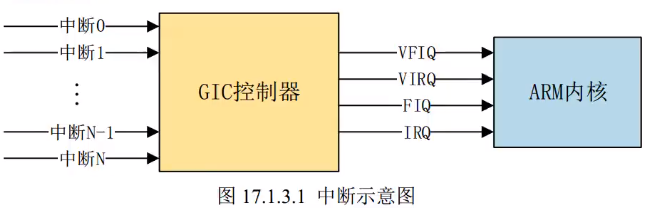 中断0
中断1
⋮
中断N-1
中断N
GIC控制器
VFIQ
VIRQ
FIQ
IRQ
ARM内核
图 17.1.3.1 中断示意图